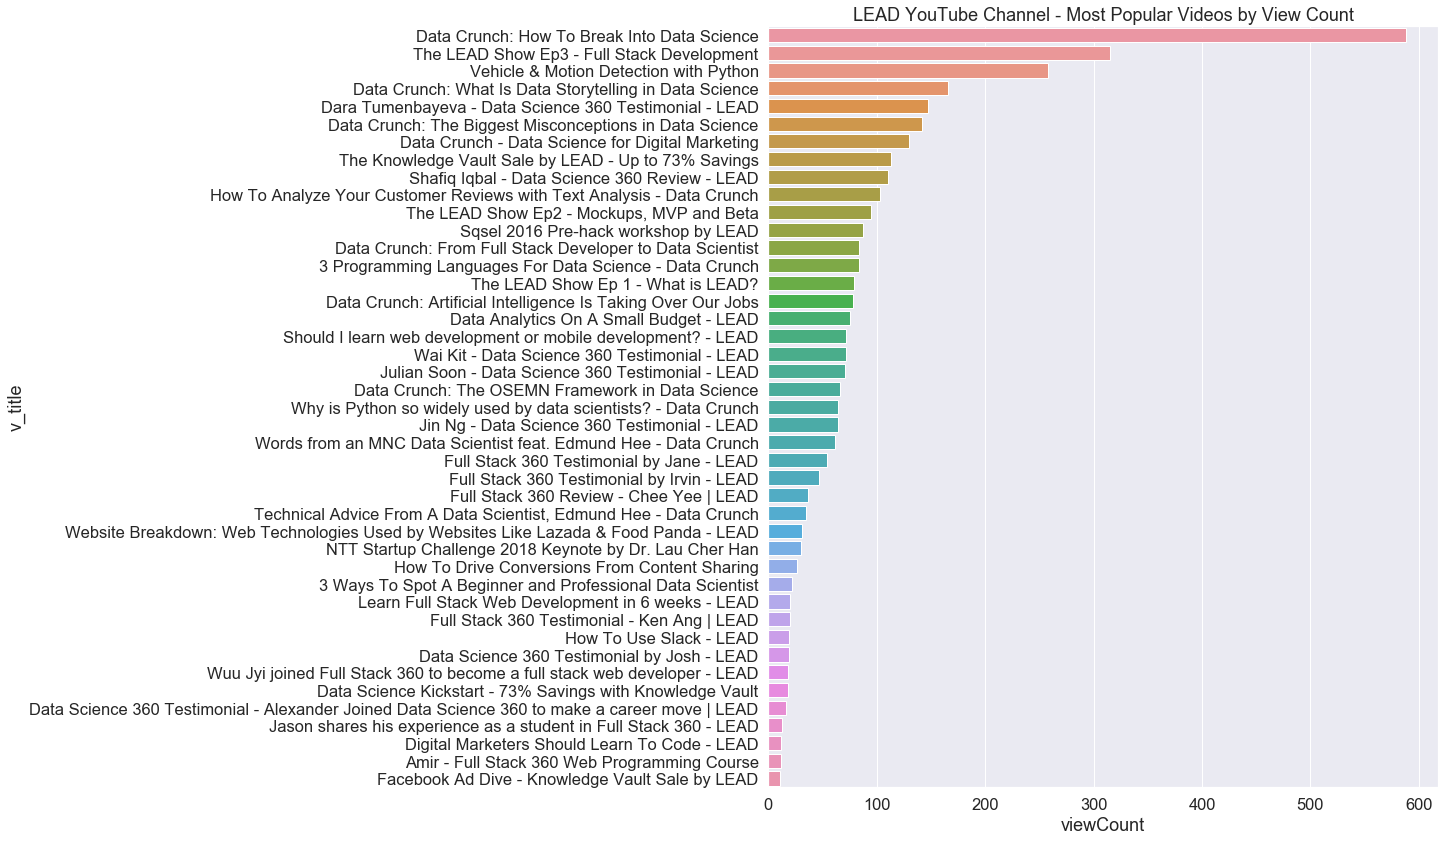 LEAD YouTube Channel - Most Popular Videos by View Count
v_title
Data Crunch: How To Break Into Data Science
The LEAD Show Ep3 - Full Stack Development
Vehicle & Motion Detection with Python
Data Crunch: What Is Data Storytelling in Data Science
Dara Tumenbayeva - Data Science 360 Testimonial - LEAD
Data Crunch: The Biggest Misconceptions in Data Science
Data Crunch - Data Science for Digital Marketing
The Knowledge Vault Sale by LEAD - Up to 73% Savings
Shafiq Iqbal - Data Science 360 Review - LEAD
How To Analyze Your Customer Reviews with Text Analysis - Data Crunch
The LEAD Show Ep2 - Mockups, MVP and Beta
Sqsel 2016 Pre-hack workshop by LEAD
Data Crunch: From Full Stack Developer to Data Scientist
3 Programming Languages For Data Science - Data Crunch
The LEAD Show Ep 1 - What is LEAD?
Data Crunch: Artificial Intelligence Is Taking Over Our Jobs
Data Analytics On A Small Budget - LEAD
Should I learn web development or mobile development? - LEAD
Wai Kit - Data Science 360 Testimonial - LEAD
Julian Soon - Data Science 360 Testimonial - LEAD
Data Crunch: The OSEMN Framework in Data Science
Why is Python so widely used by data scientists? - Data Crunch
Jin Ng - Data Science 360 Testimonial - LEAD
Words from an MNC Data Scientist feat. Edmund Hee - Data Crunch
Full Stack 360 Testimonial by Jane - LEAD
Full Stack 360 Testimonial by Irvin - LEAD
Full Stack 360 Review - Chee Yee | LEAD
Technical Advice From A Data Scientist, Edmund Hee - Data Crunch
Website Breakdown: Web Technologies Used by Websites Like Lazada & Food Panda - LEAD
NTT Startup Challenge 2018 Keynote by Dr. Lau Cher Han
How To Drive Conversions From Content Sharing
3 Ways To Spot A Beginner and Professional Data Scientist
Learn Full Stack Web Development in 6 weeks - LEAD
Full Stack 360 Testimonial - Ken Ang | LEAD
How To Use Slack - LEAD
Data Science 360 Testimonial by Josh - LEAD
Wuu Jyi joined Full Stack 360 to become a full stack web developer - LEAD
Data Science Kickstart - 73% Savings with Knowledge Vault
Data Science 360 Testimonial - Alexander Joined Data Science 360 to make a career move | LEAD
Jason shares his experience as a student in Full Stack 360 - LEAD
Digital Marketers Should Learn To Code - LEAD
Amir - Full Stack 360 Web Programming Course
Facebook Ad Dive - Knowledge Vault Sale by LEAD
0 100 200 300 400 500 600
viewCount